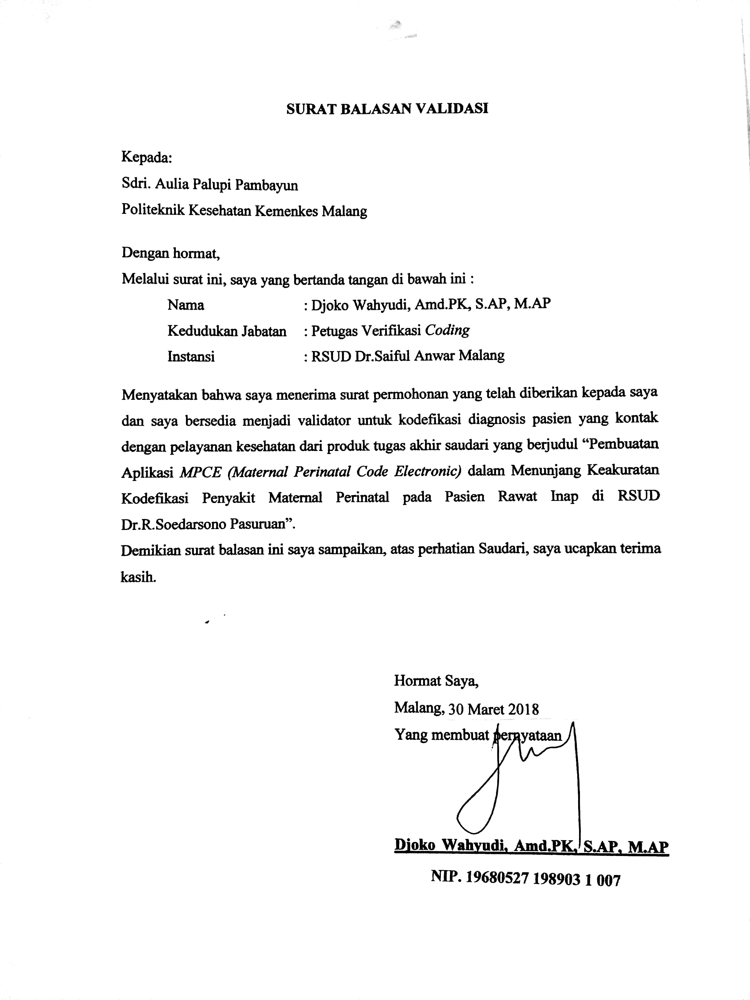 SURAT BALASAN VALIDASI
Kepada:
Sdri. Aulia Palupi Pambayun
Politeknik Kesehatan Kemenkes Malang
Dengan hormat,
Melalui surat ini, saya yang bertanda tangan di bawah ini :
Nama : Djoko Wahyudi, Amd.PK, S.AP, M.AP
Kedudukan Jabatan : Petugas Verifikasi Coding
Instansi : RSUD Dr.Saiful Anwar Malang
Menyatakan bahwa saya menerima surat permohonan yang telah diberikan kepada saya
dan saya bersedia menjadi validator untuk kodefikasi diagnosis pasien yang kontak
dengan pelayanan kesehatan dari produk tugas akhir saudari yang berjudul “Pembuatan
Aplikasi MPCE (Maternal Perinatal Code Electronic) dalam Menunjang Keakuratan
Kodefikasi Penyakit Maternal Perinatal pada Pasien Rawat Inap di RSUD
Dr.R.Soedarsono Pasuruan”.
Demikian surat balasan ini saya sampaikan, atas perhatian Saudari, saya ucapkan terima
kasih.
Hormat Saya,
Malang, 30 Maret 2018
Yang membuat pernyataan
Djoko Wahyudi, Amd.PK, S.AP, M.AP
NIP. 19680527 198903 1 007